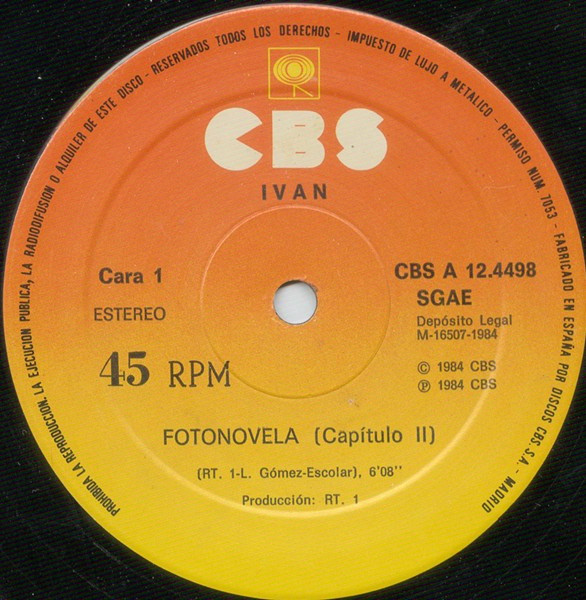 PROHIBIDA LA REPRODUCCION, LA EJECUCION PUBLICA, LA RADIODIFUSION O ALQUILER DE ESTE DISCO - RESERVADOS TODOS LOS DERECHOS - IMPUESTO DE LUJO A METALICO - PERMISO NUM. 7053 - FABRICADO EN ESPAÑA POR DISCOS CBS. S.A. - MADRID
CBS
IVAN
Cara 1
ESTEREO
45 RPM
CBS A 12.4498
SGAE
Depósito Legal
M-16507-1984
© 1984 CBS
℗ 1984 CBS
FOTONOVELA (Capítulo II)
(RT. 1-L. Gómez-Escolar), 6'08''
Producción: RT. 1